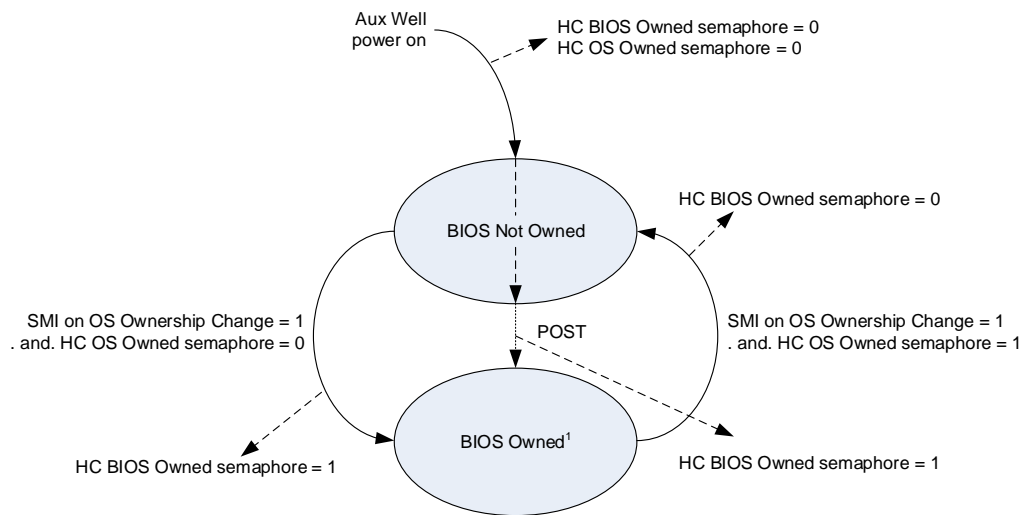 Aux Well
power on
HC BIOS Owned semaphore = 0
HC OS Owned semaphore = 0
HC BIOS Owned semaphore = 0
BIOS Not Owned
SMI on OS Ownership Change = 1
. and. HC OS Owned semaphore = 0
POST
SMI on OS Ownership Change = 1
. and. HC OS Owned semaphore = 1
BIOS Owned¹
HC BIOS Owned semaphore = 1
HC BIOS Owned semaphore = 1